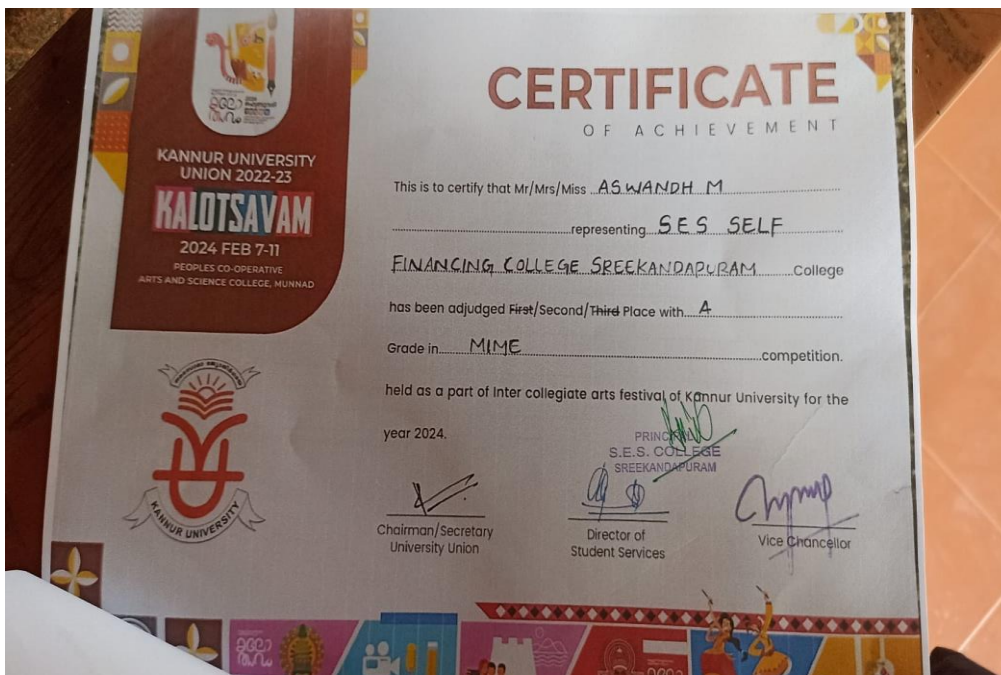 CERTIFICATE
OF ACHIEVEMENT
KANNUR UNIVERSITY
UNION 2022-23
KALOTSAVAM
2024 FEB 7-11
PEOPLES CO-OPERATIVE
ARTS AND SCIENCE COLLEGE, MUNNAD
This is to certify that Mr/Mrs/Miss ASWANDH M
representing SES SELF
FINANCING COLLEGE SREEKANDAPURAM College
has been adjudged First/Second/Third Place with A
Grade in MIME competition.
held as a part of Inter collegiate arts festival of Kannur University for the
year 2024.
PRINCIPAL
S.E.S. COLLEGE
SREEKANDAPURAM
Chairman/Secretary
University Union
Director of
Student Services
Vice Chancellor
KANNUR UNIVERSITY